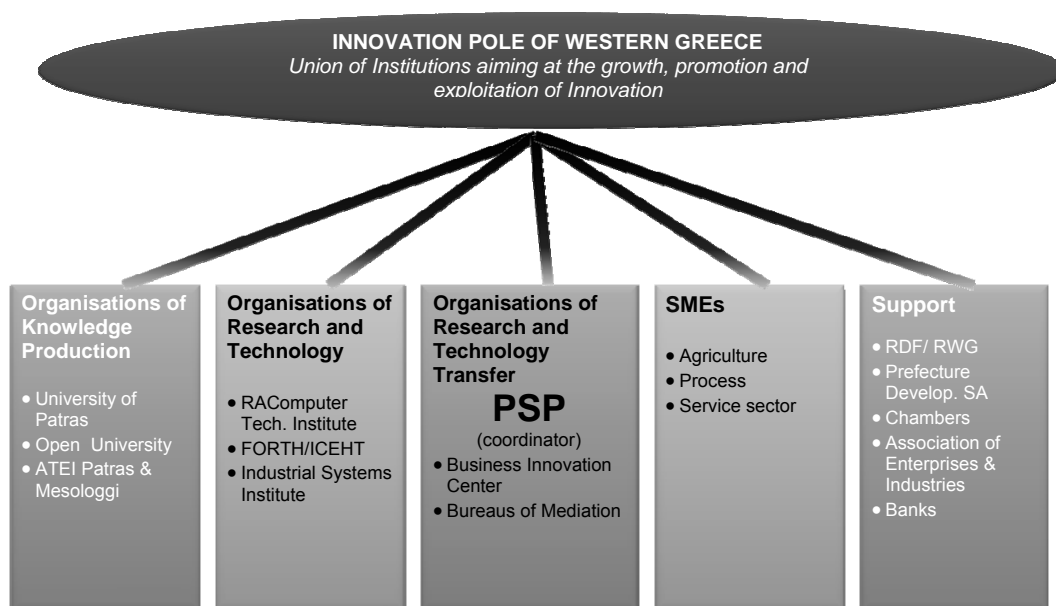 INNOVATION POLE OF WESTERN GREECE
Union of Institutions aiming at the growth, promotion and
exploitation of Innovation
Organisations of
Knowledge
Production
• University of
Patras
• Open University
• ATEI Patras &
Mesologgi
Organisations of
Research and
Technology
• RAComputer
Tech. Institute
• FORTH/ICEHT
• Industrial Systems
Institute
Organisations of
Research and
Technology
Transfer
PSP
(coordinator)
• Business Innovation
Center
• Bureaus of Mediation
SMEs
• Agriculture
• Process
• Service sector
Support
• RDF/ RWG
• Prefecture
Develop. SA
• Chambers
• Association of
Enterprises &
Industries
• Banks